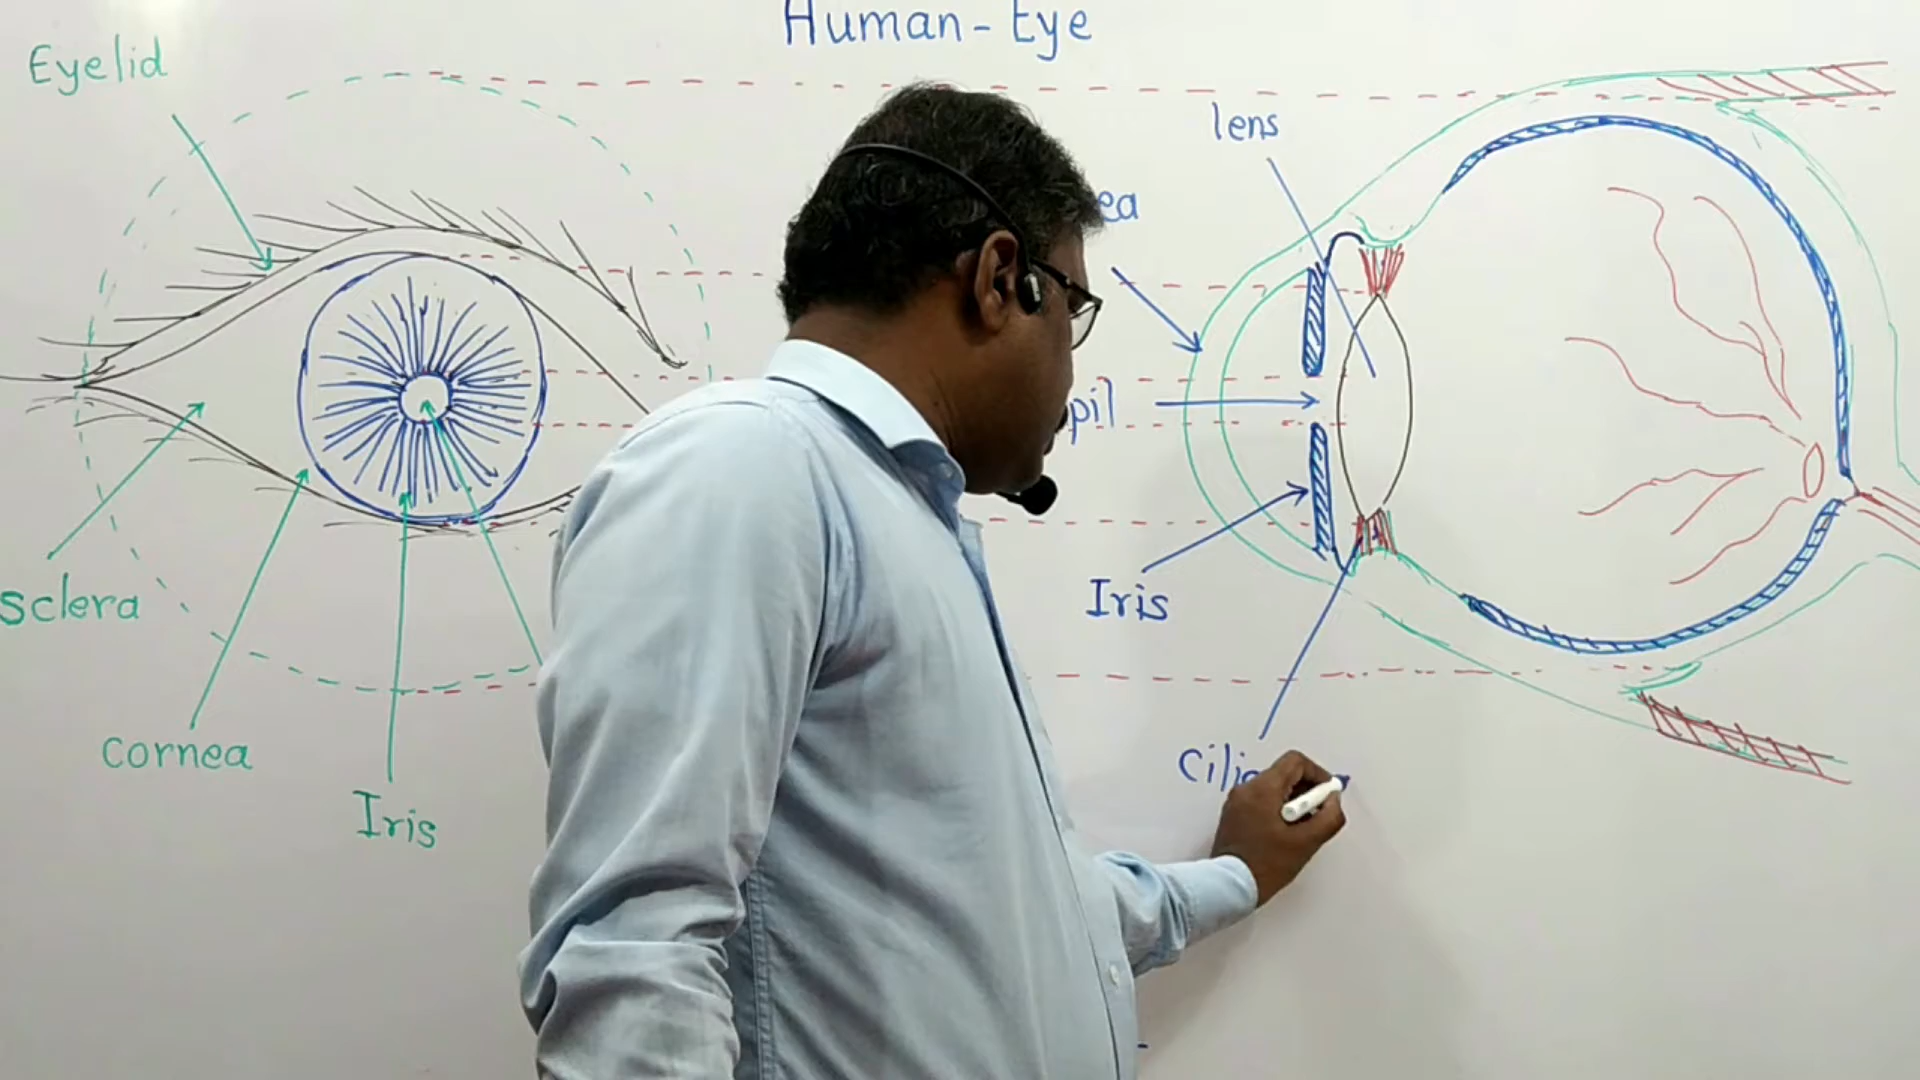 Human-Eye
Eyelid
lens
Iris
Sclera
Cornea
Iris